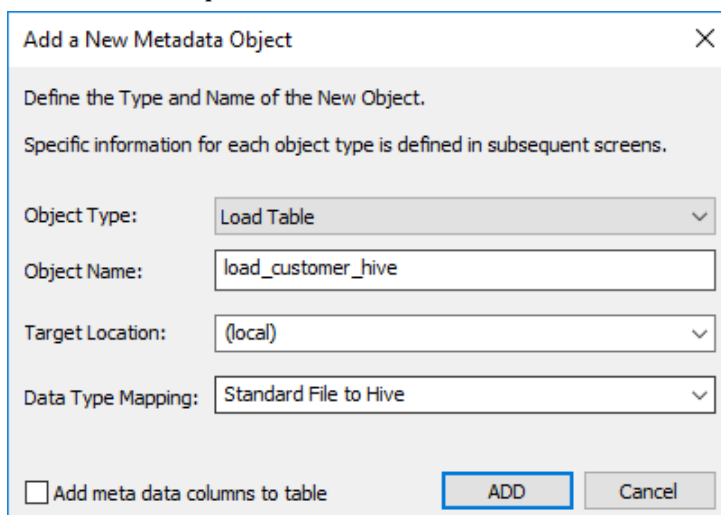 Add a New Metadata Object
Define the Type and Name of the New Object.
Specific information for each object type is defined in subsequent screens.
Object Type: Load Table
Object Name: load_customer_hive
Target Location: (local)
Data Type Mapping: Standard File to Hive
Add meta data columns to table ADD Cancel